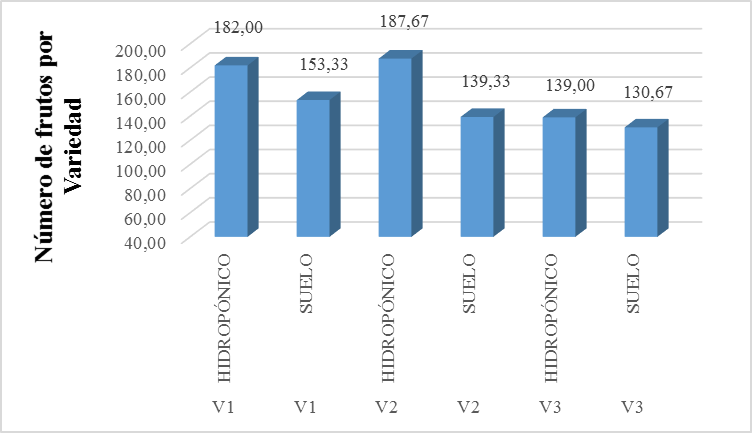 Número de frutos por
Variedad
200,00
180,00
160,00
140,00
120,00
100,00
80,00
60,00
40,00
182,00
153,33
187,67
139,33
139,00
130,67
HIDROPÓNICO
SUELO
HIDROPÓNICO
SUELO
HIDROPÓNICO
SUELO
V1
V1
V2
V2
V3
V3